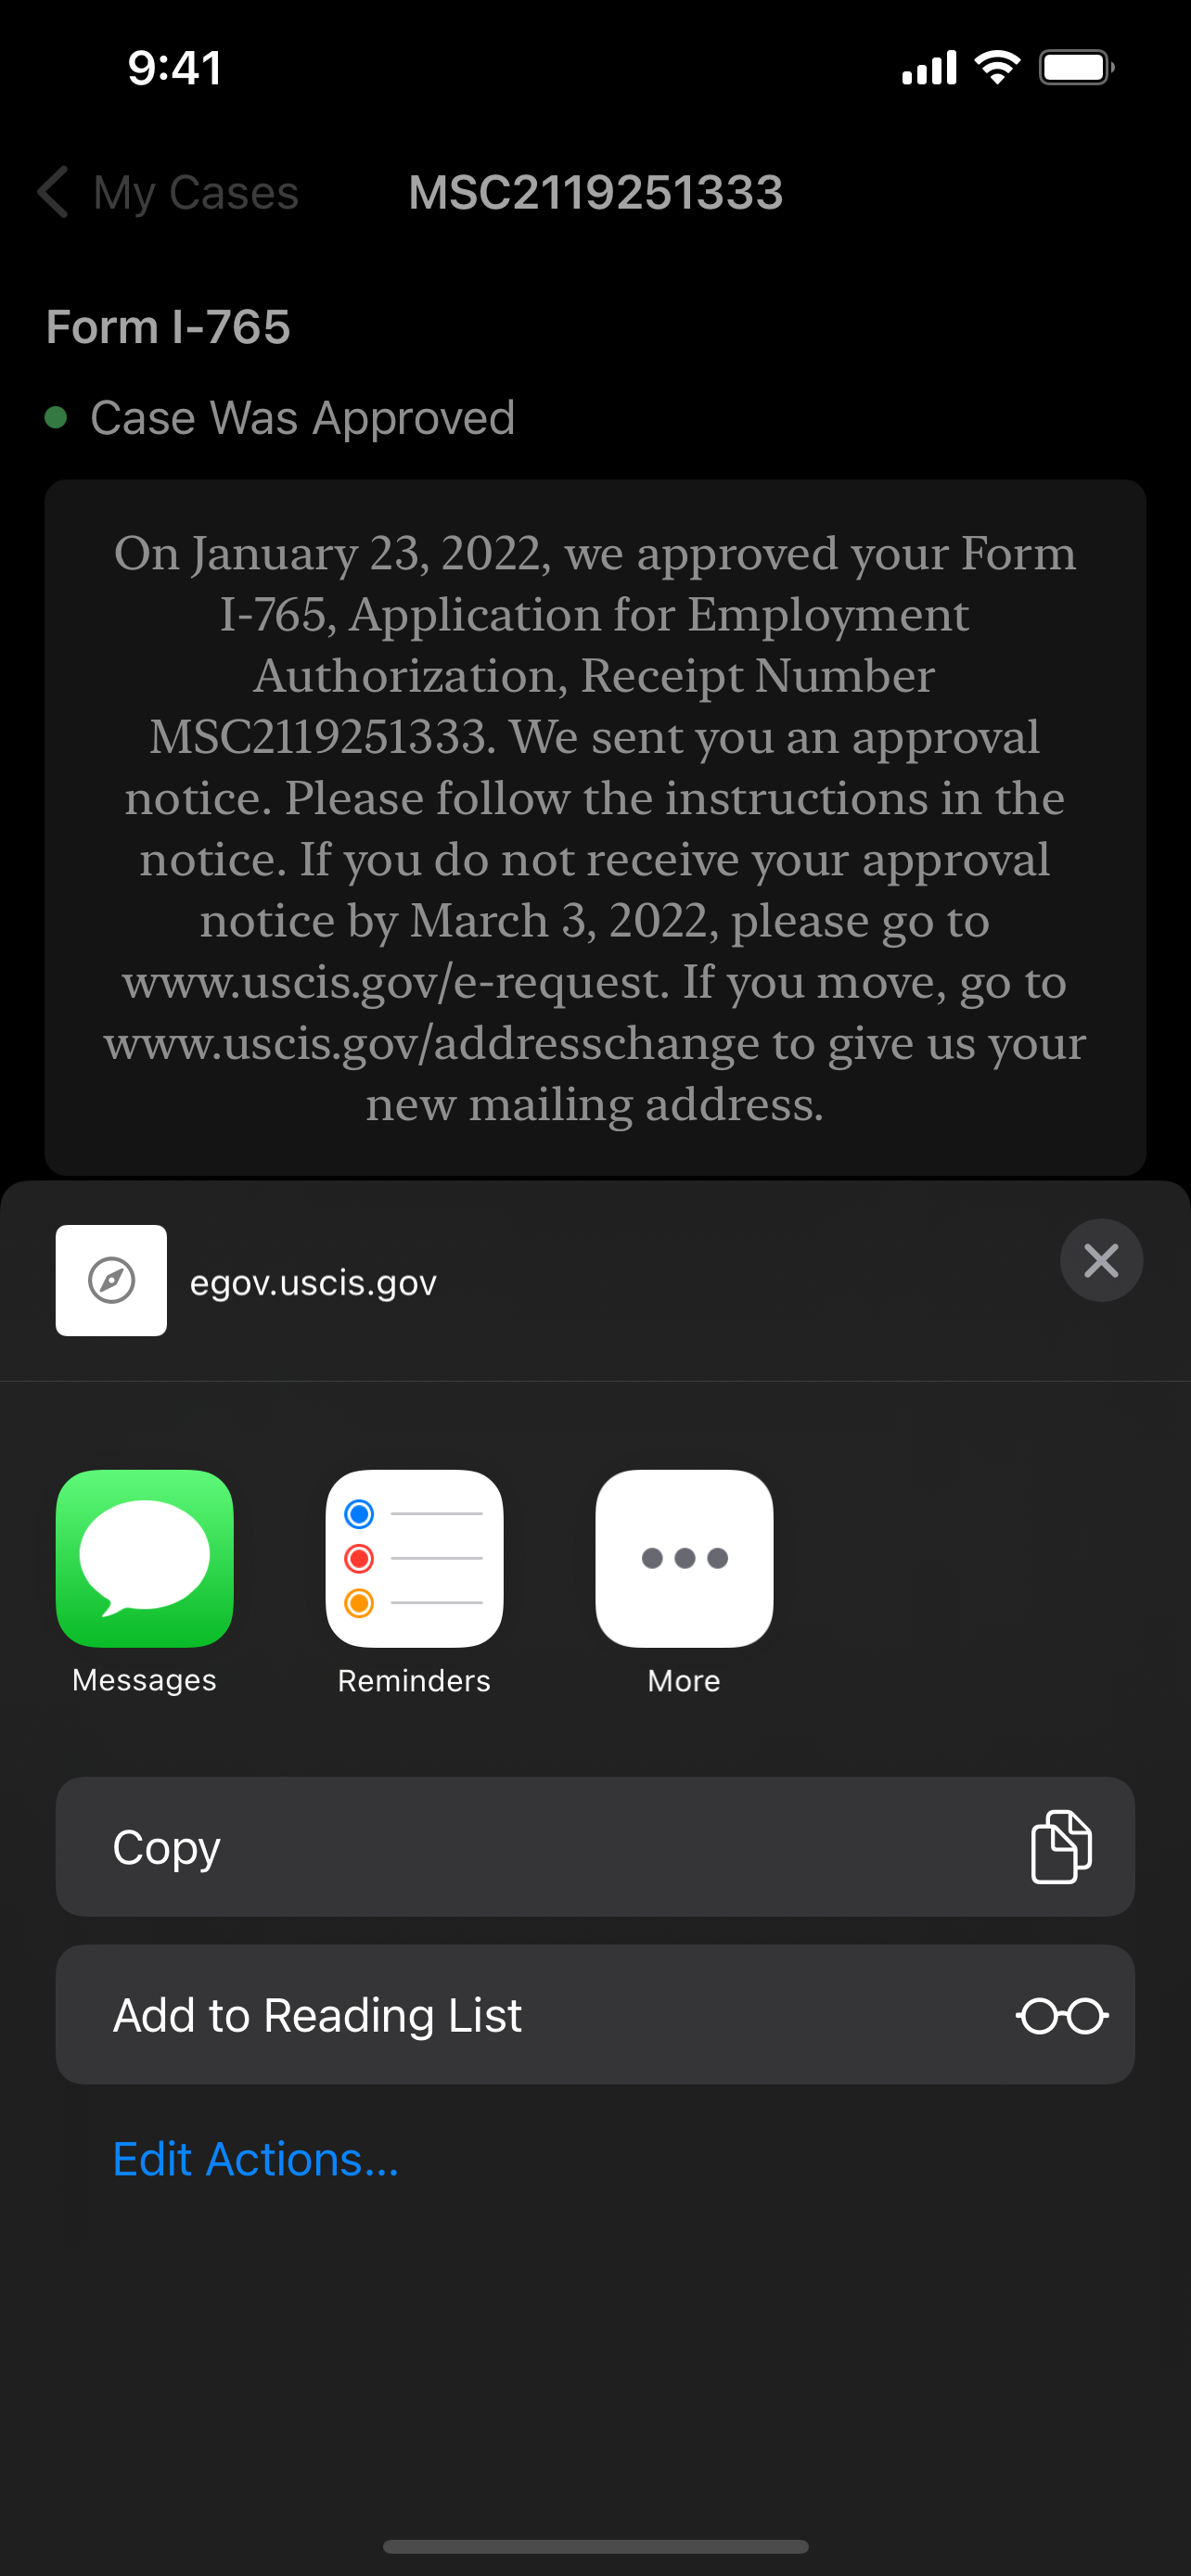 9:41
My Cases
MSC2119251333
Form I-765
Case Was Approved
On January 23, 2022, we approved your Form
I-765, Application for Employment
Authorization, Receipt Number
MSC2119251333. We sent you an approval
notice. Please follow the instructions in the
notice. If you do not receive your approval
notice by March 3, 2022, please go to
www.uscis.gov/e-request. If you move, go to
www.uscis.gov/addresschange to give us your
new mailing address.
egov.uscis.gov
Messages
Reminders
More
Copy
Add to Reading List
Edit Actions...